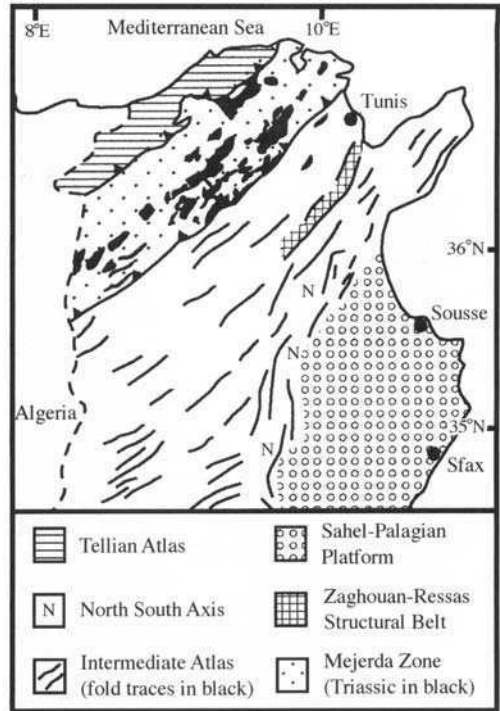 8°E
10°E
Mediterranean Sea
Tunis
36°N
N
Sousse
N
Algeria
35°N
N
Sfax
Tellian Atlas
Sahel-Palagian
Platform
N
North South Axis
Zaghouan-Ressas
Structural Belt
Intermediate Atlas
(fold traces in black)
Mejerda Zone
(Triassic in black)